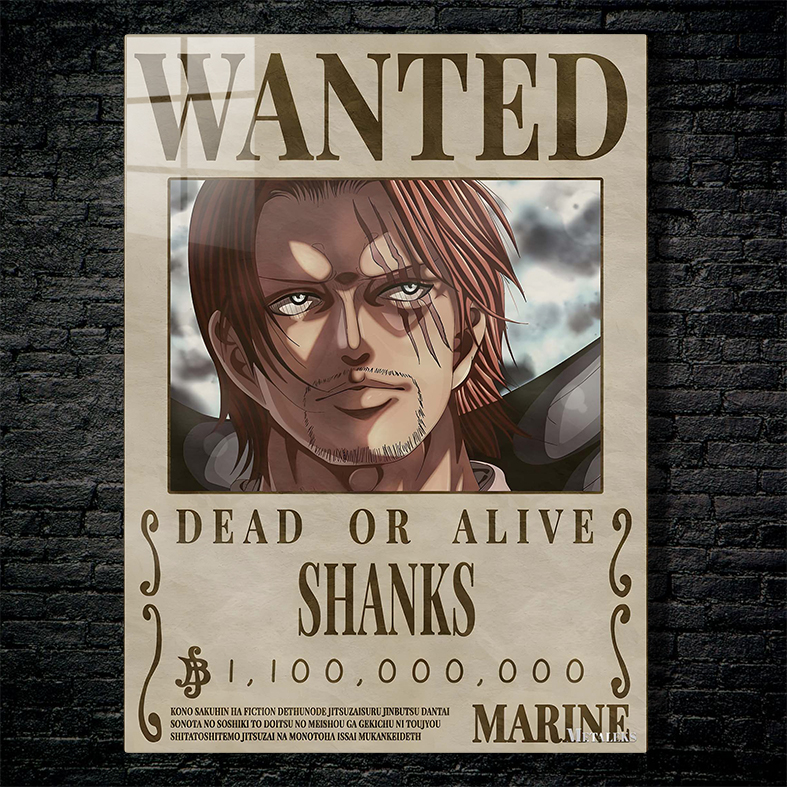 WANTED
DEAD OR ALIVE
SHANKS
1,100,000,000
KONO SAKUHIN HA FICTION DETHUNODE JITSUZAISURU JINBUTSU DANTAI
SONOTA NO SOSHIKI TO DOITSU NO MEISHOU GA GEKICHU NI TOUJYOU
SHITATOSHITEMO JITSUZAI NA MONOTOHA ISSAI MUKANKEIDETH
MARINE
METALEKS